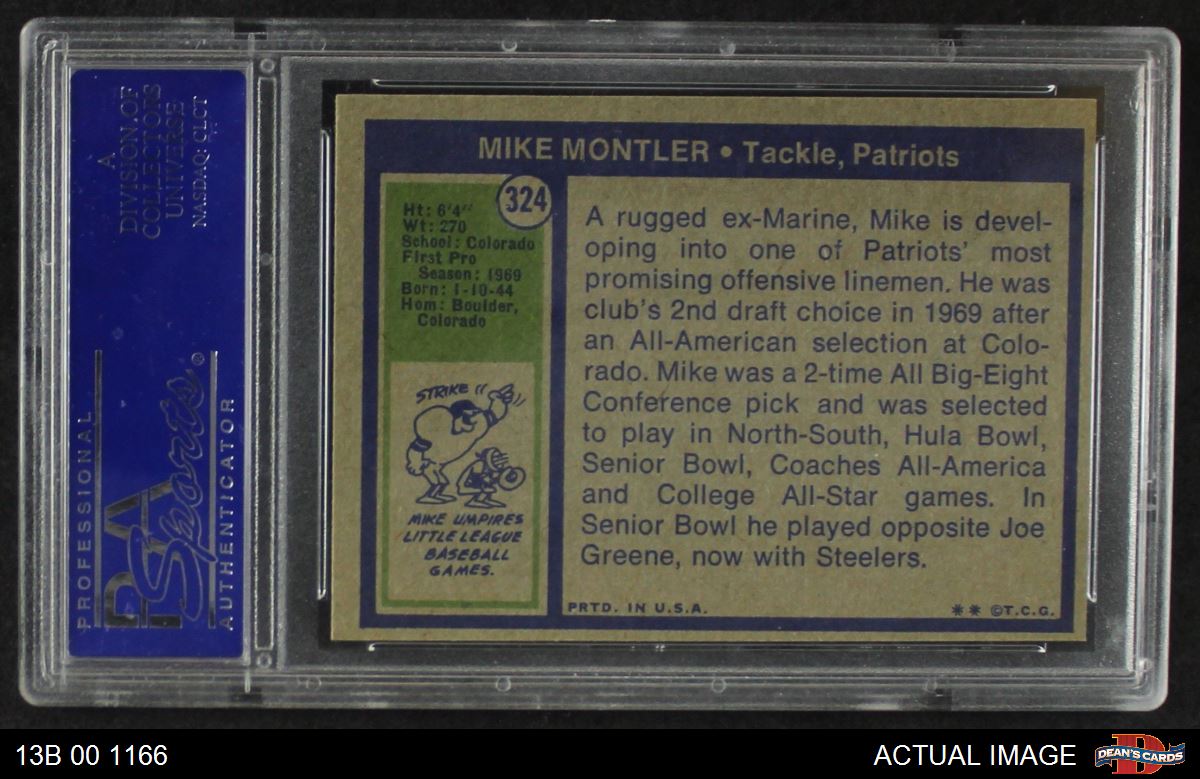 A
DIVISION OF
COLLECTORS
UNIVERSE
NASDAQ: CLCT
PROFESSIONAL
PSA
Sports®
AUTHENTICATOR
MIKE MONTLER • Tackle, Patriots
324
Ht: 6'4"
Wt: 270
School: Colorado
First Pro
Season: 1969
Born: 1-10-44
Hom: Boulder,
Colorado
STRIKE
MIKE UMPIRES
LITTLE LEAGUE
BASEBALL
GAMES.
A rugged ex-Marine, Mike is devel-
oping into one of Patriots' most
promising offensive linemen. He was
club's 2nd draft choice in 1969 after
an All-American selection at Colo-
rado. Mike was a 2-time All Big-Eight
Conference pick and was selected
to play in North-South, Hula Bowl,
Senior Bowl, Coaches All-America
and College All-Star games. In
Senior Bowl he played opposite Joe
Greene, now with Steelers.
PRTD. IN U.S.A.
** ©T.C.G.
13B 00 1166
ACTUAL IMAGE
D
DEAN'S CARDS